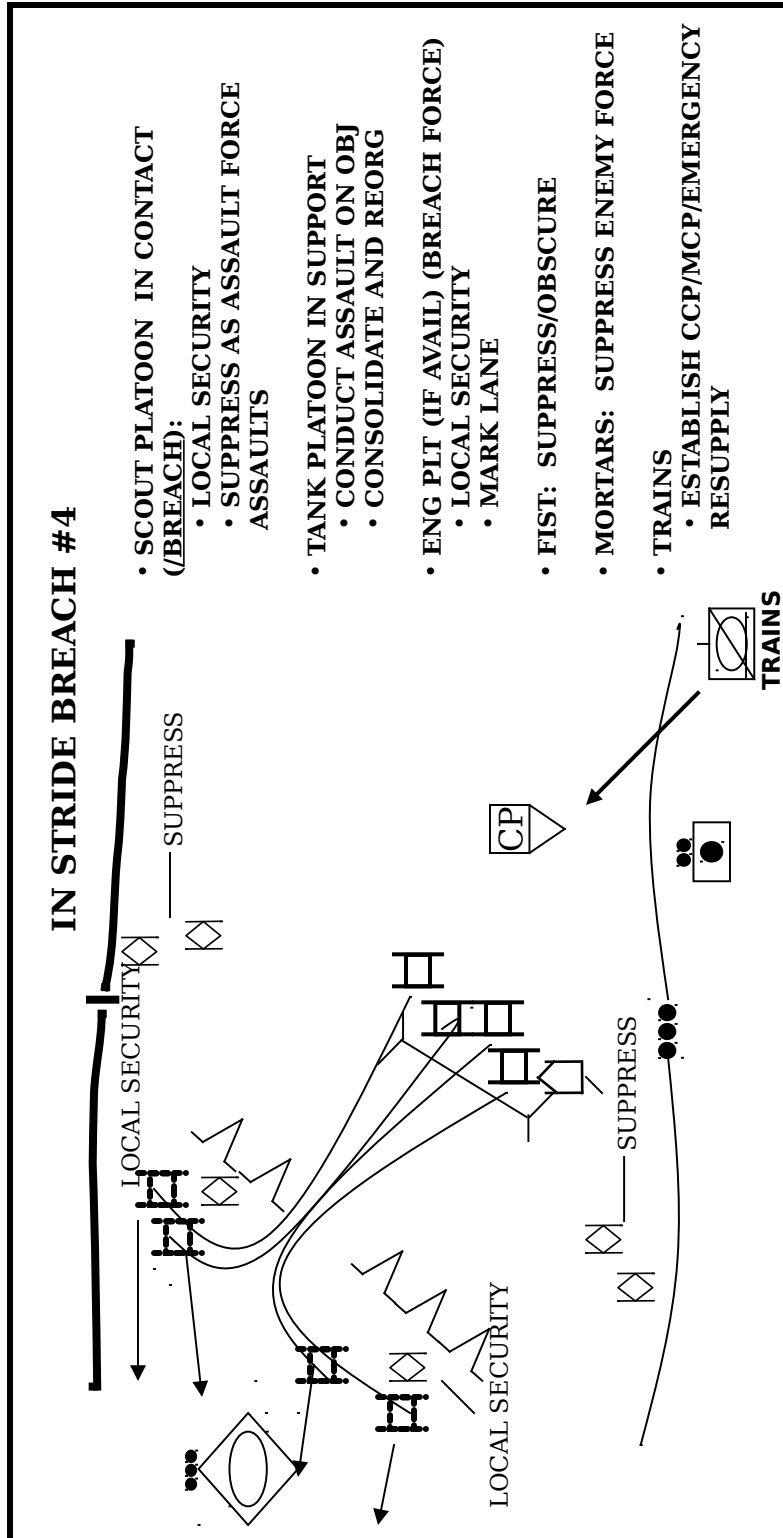 IN STRIDE BREACH #4
• SCOUT PLATOON IN CONTACT
(/BREACH):
• LOCAL SECURITY
• SUPPRESS AS ASSAULT FORCE
ASSAULTS
• TANK PLATOON IN SUPPORT
• CONDUCT ASSAULT ON OBJ
• CONSOLIDATE AND REORG
• ENG PLT (IF AVAIL) (BREACH FORCE)
• LOCAL SECURITY
• MARK LANE
• FIST: SUPPRESS/OBSCURE
• MORTARS: SUPPRESS ENEMY FORCE
• TRAINS
• ESTABLISH CCP/MCP/EMERGENCY
RESUPPLY
LOCAL SECURITY
SUPPRESS
CP
LOCAL SECURITY
SUPPRESS
TRAINS